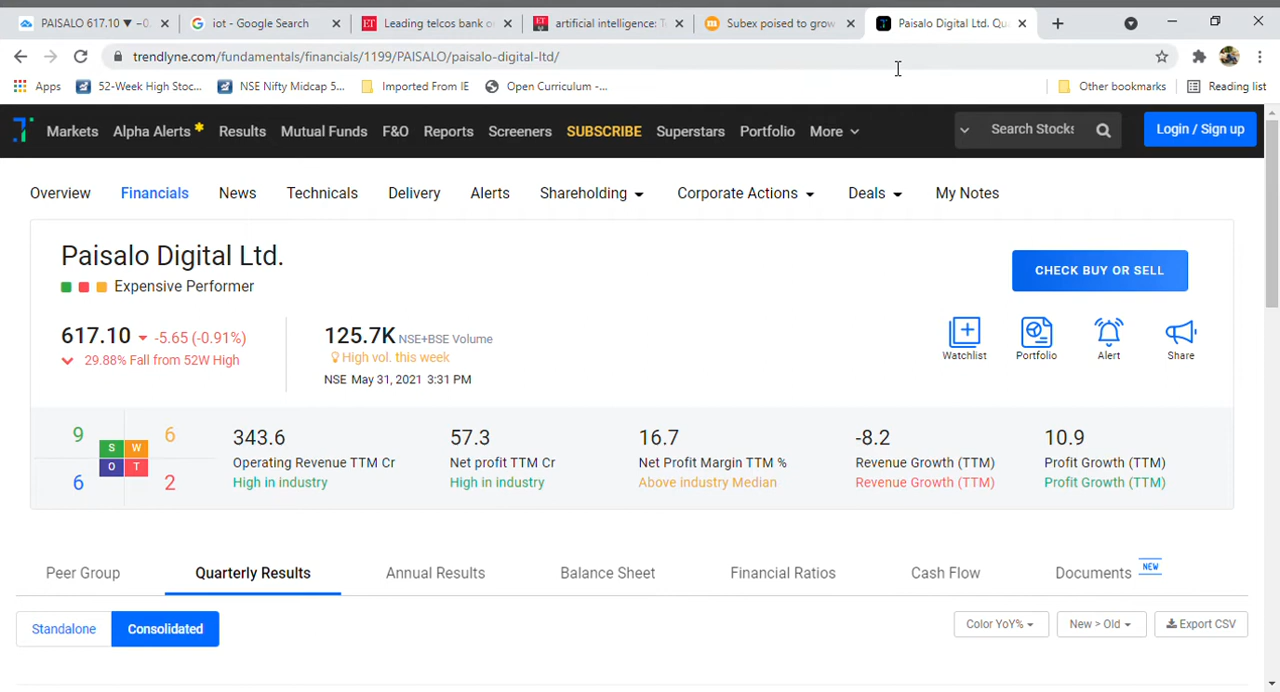 PAISALO 617.10 ▼ −0.
iot - Google Search
Leading telcos bank o
artificial intelligence: T
Subex poised to grow
Paisalo Digital Ltd. Qu
trendlyne.com/fundamentals/financials/1199/PAISALO/paisalo-digital-ltd/
Apps
52-Week High Stoc...
NSE Nifty Midcap 5...
Imported From IE
Open Curriculum -...
Other bookmarks
Reading list
Markets
Alpha Alerts
Results
Mutual Funds
F&O
Reports
Screeners
SUBSCRIBE
Superstars
Portfolio
More
Search Stocks
Login / Sign up
Overview
Financials
News
Technicals
Delivery
Alerts
Shareholding
Corporate Actions
Deals
My Notes
Paisalo Digital Ltd.
Expensive Performer
CHECK BUY OR SELL
617.10 -5.65 (-0.91%)
29.88% Fall from 52W High
125.7K NSE+BSE Volume
High vol. this week
NSE May 31, 2021 3:31 PM
Watchlist
Portfolio
Alert
Share
9
6
S W
O T
6
2
343.6
Operating Revenue TTM Cr
High in industry
57.3
Net profit TTM Cr
High in industry
16.7
Net Profit Margin TTM %
Above industry Median
-8.2
Revenue Growth (TTM)
Revenue Growth (TTM)
10.9
Profit Growth (TTM)
Profit Growth (TTM)
Peer Group
Quarterly Results
Annual Results
Balance Sheet
Financial Ratios
Cash Flow
Documents NEW
Standalone
Consolidated
Color YoY%
New > Old
Export CSV